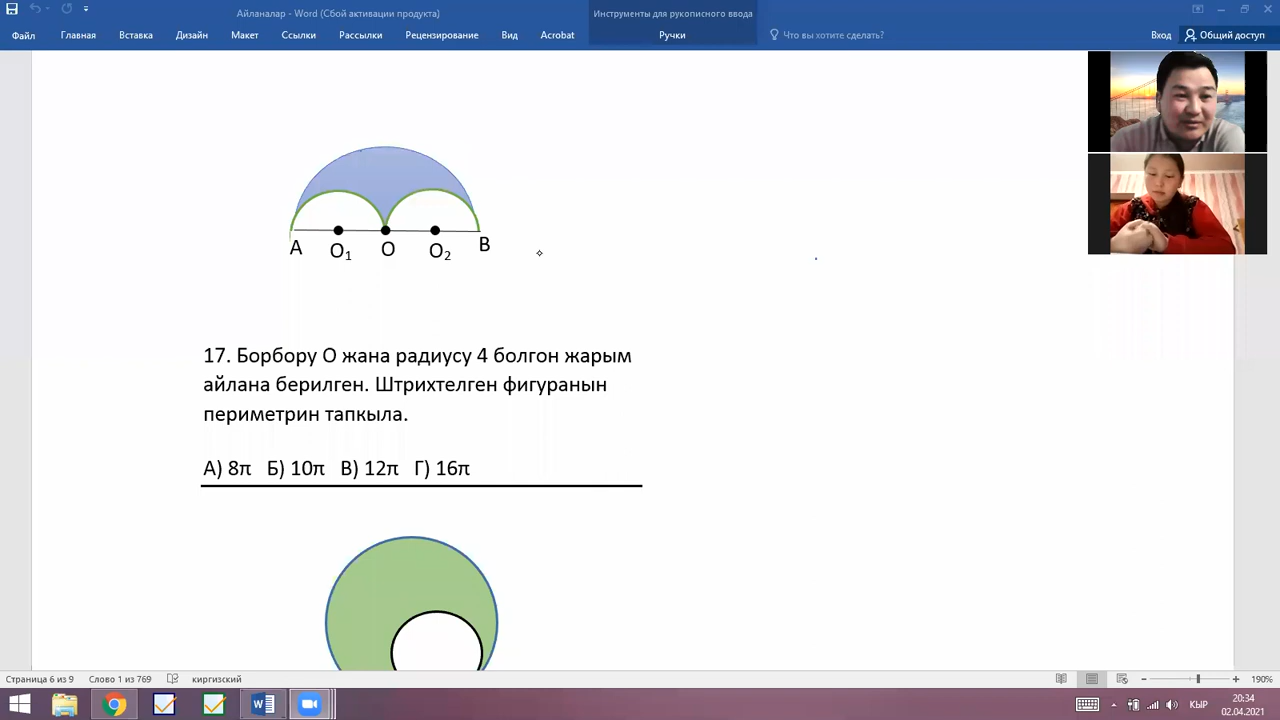 Айланалар - Word (Сбой активации продукта)
Инструменты для рукописного ввода
Файл Главная Вставка Дизайн Макет Ссылки Рассылки Рецензирование Вид Acrobat Ручки Что вы хотите сделать? Вход Общий доступ
A O₁ O O₂ B
17. Борбору О жана радиусу 4 болгон жарым
айлана берилген. Штрихтелген фигуранын
периметрин тапкыла.
А) 8π Б) 10π В) 12π Г) 16π
Страница 6 из 9 Слово 1 из 769 киргизский 190%
КЫР
20:34
02.04.2021